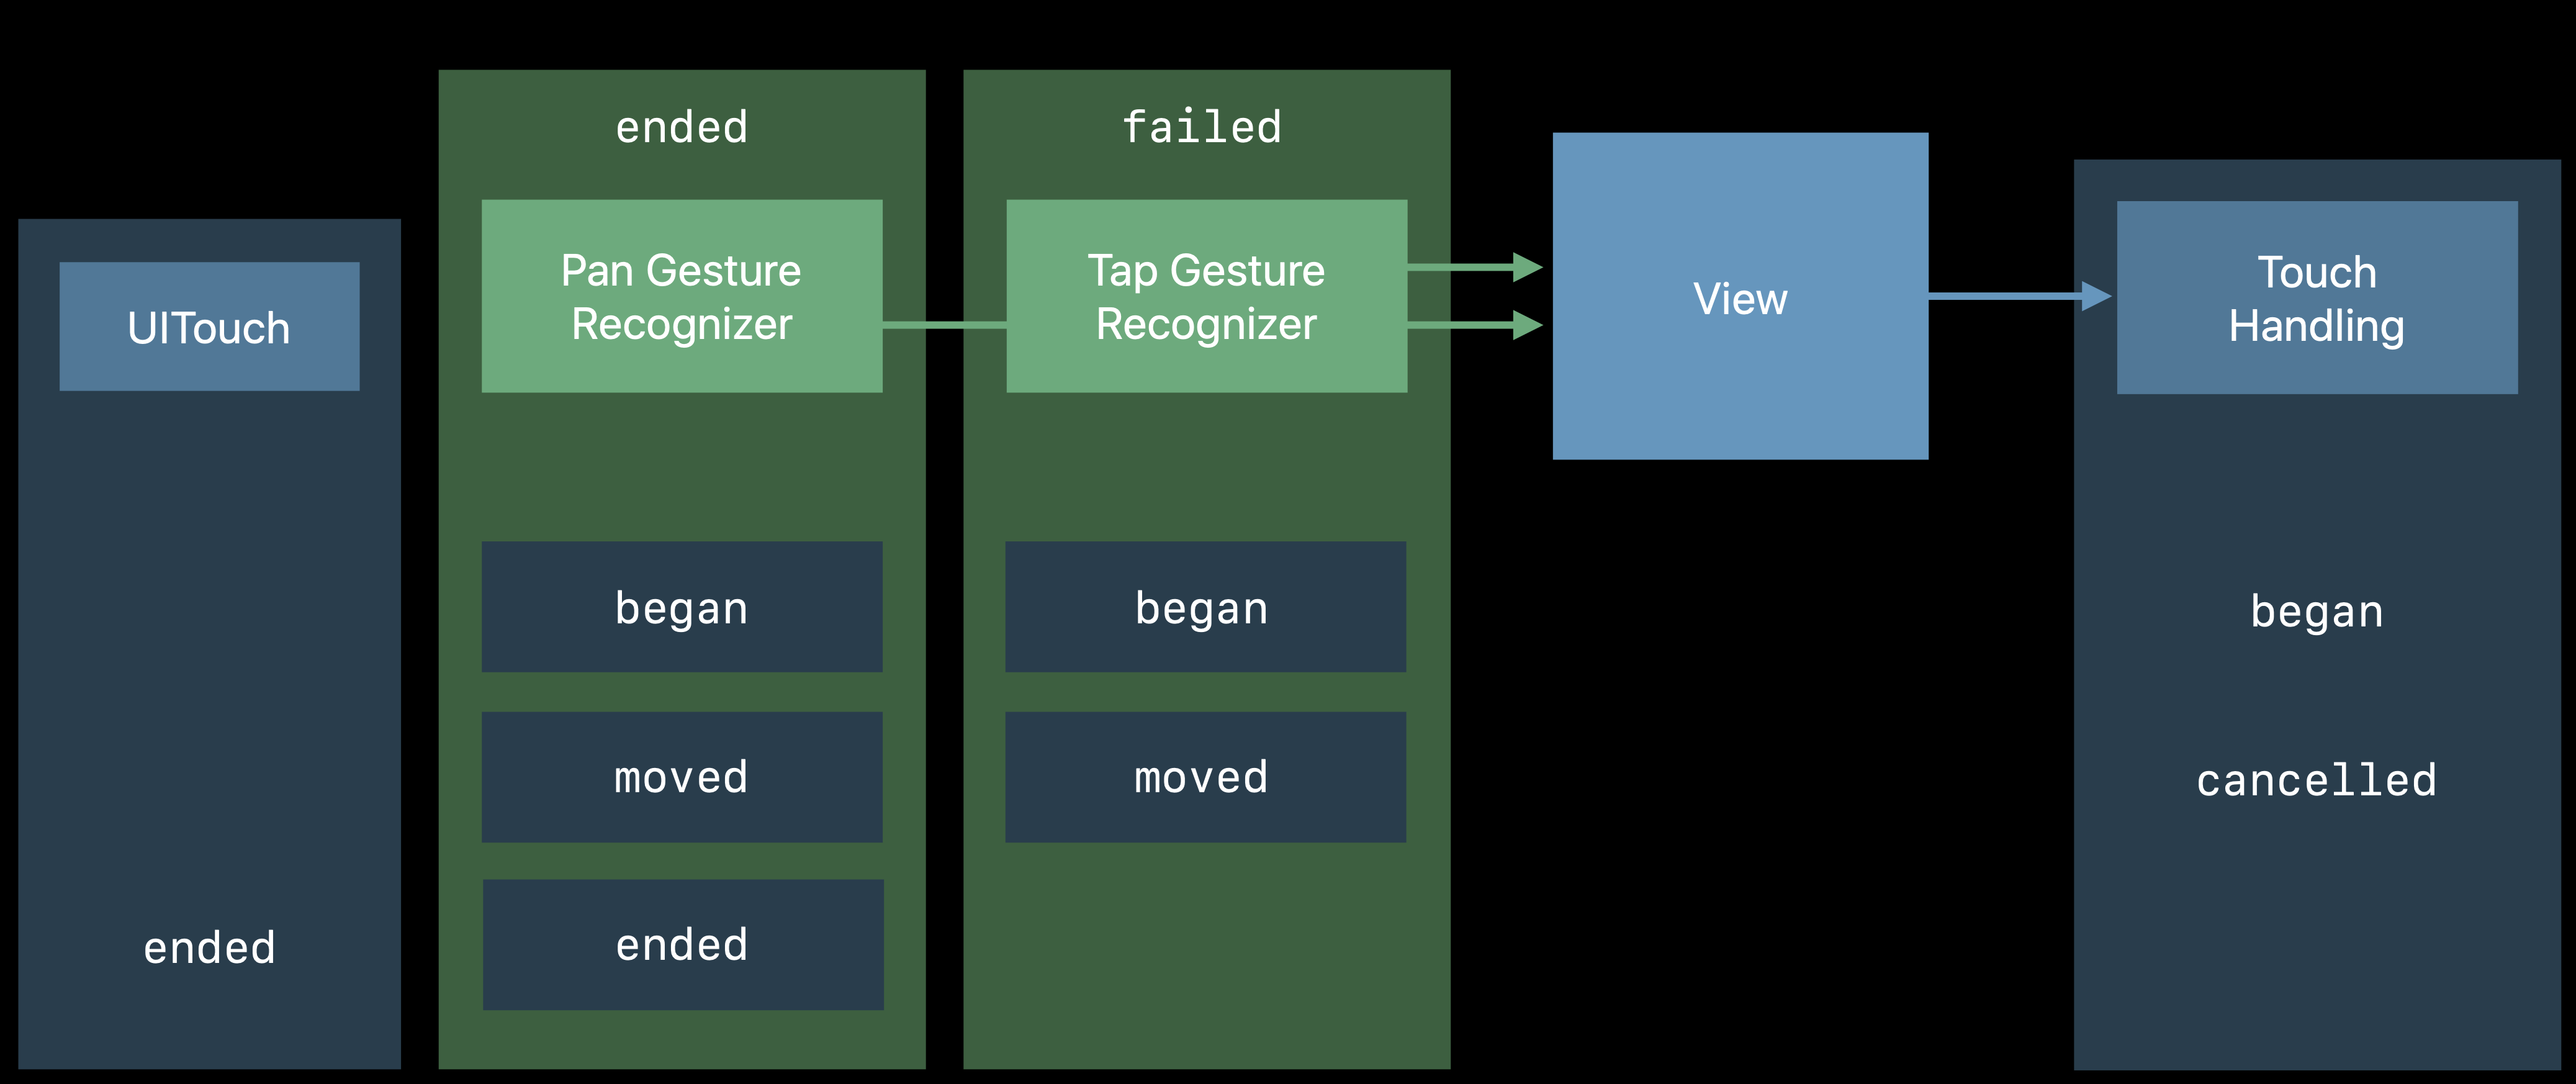 UITouch
ended
ended
Pan Gesture
Recognizer
began
moved
ended
failed
Tap Gesture
Recognizer
began
moved
View
Touch
Handling
began
cancelled